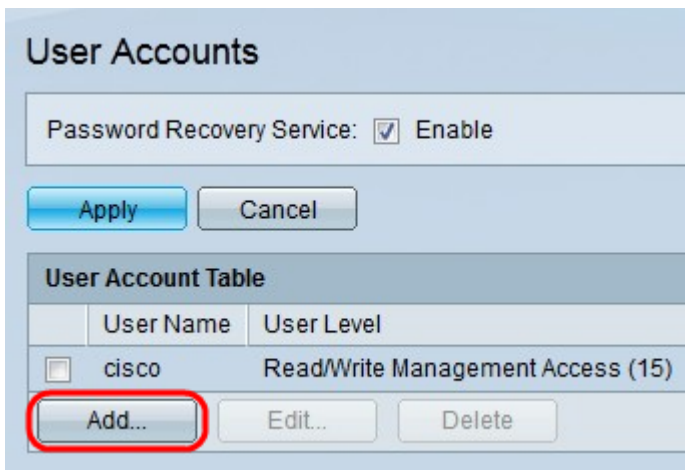 User Accounts
Password Recovery Service: Enable
Apply Cancel
User Account Table
User Name User Level
cisco Read/Write Management Access (15)
Add... Edit... Delete